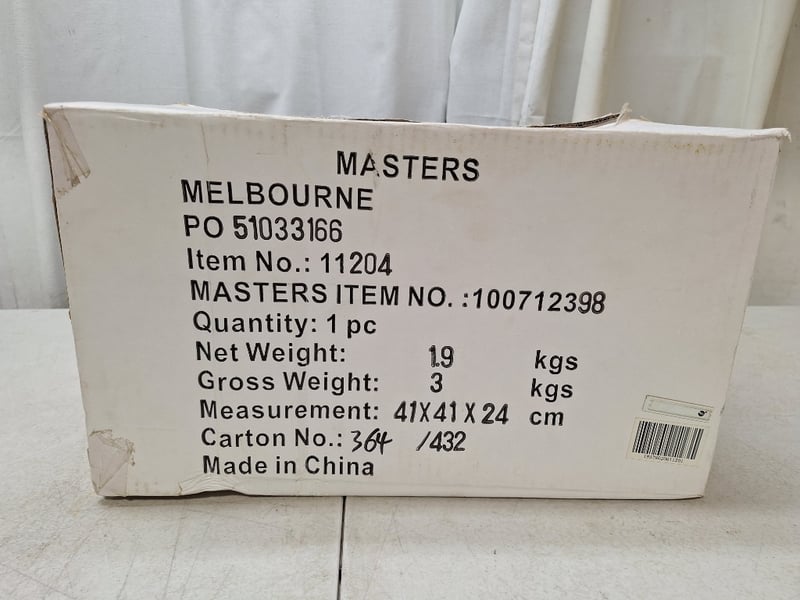 MASTERS
MELBOURNE
PO 51033166
Item No.: 11204
MASTERS ITEM NO. :100712398
Quantity: 1 pc
Net Weight: 1.9 kgs
Gross Weight: 3 kgs
Measurement: 41X41X24 cm
Carton No.: 364 /432
Made in China